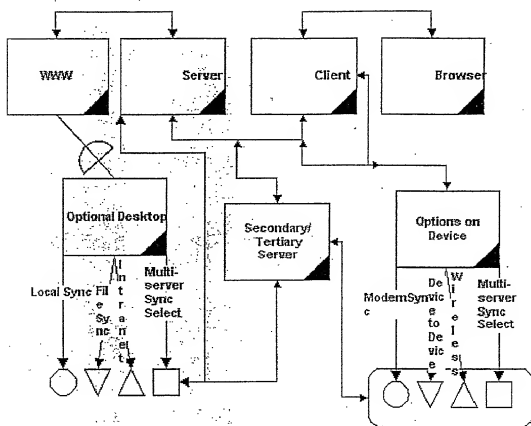 WWW
Server
Client
Browser
Optional Desktop
Secondary/
Tertiary
Server
Options on
Device
Local Sync
File
Sync
Intranet
Multi-
server
Sync
Select
ModemSync
c
Device
to Device
Wireless
Multi-
server
Sync
Select